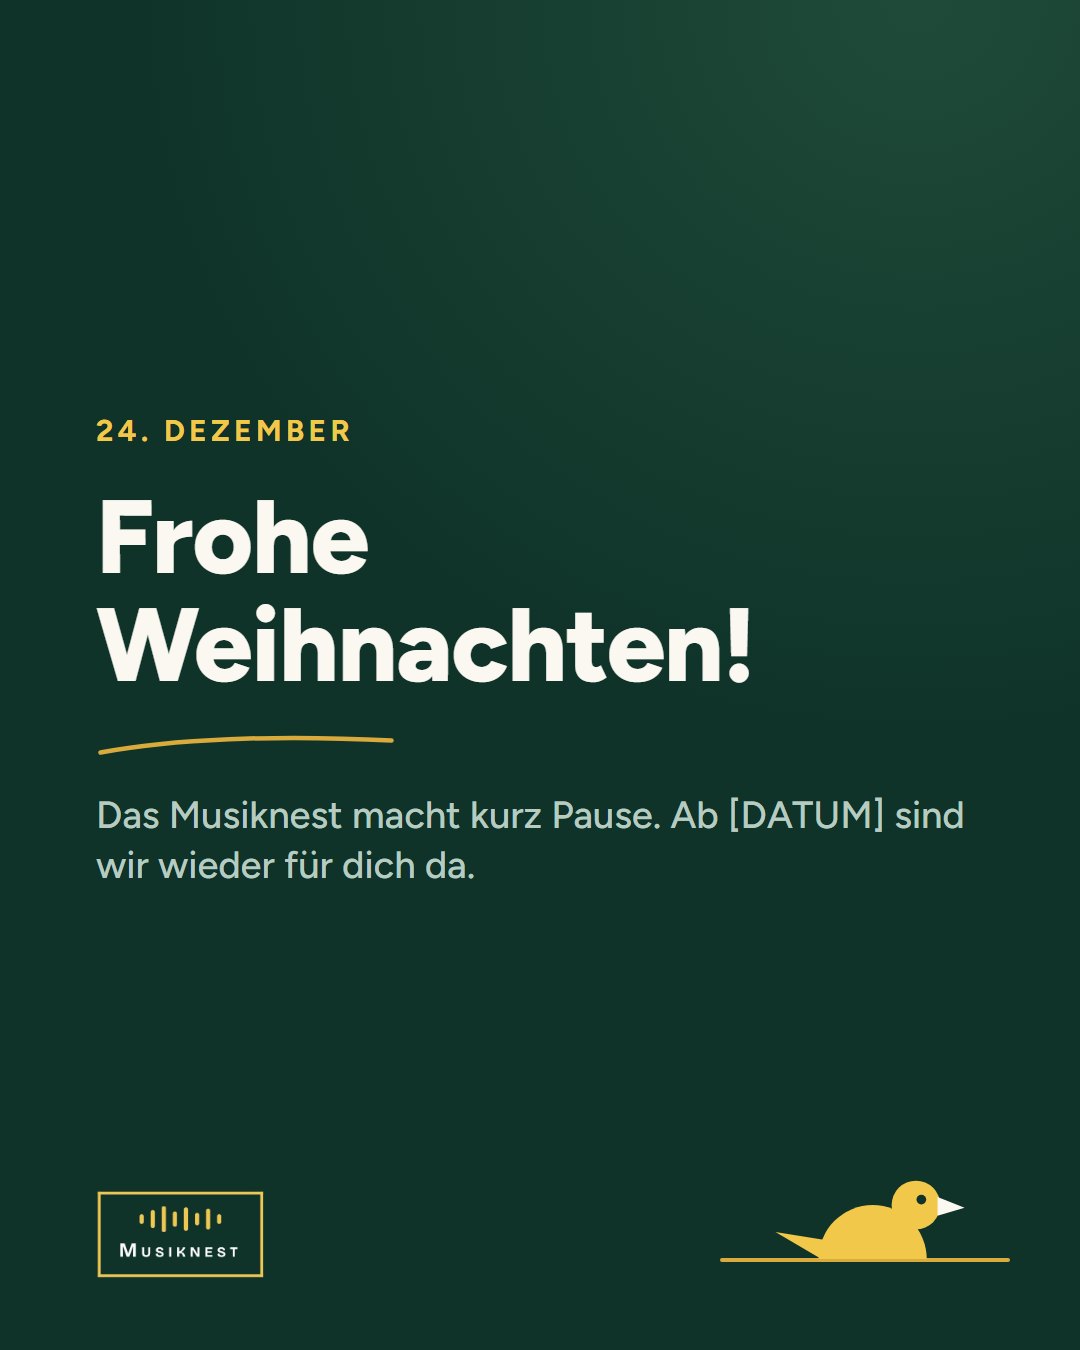 24. DEZEMBER
Frohe
Weihnachten!
Das Musiknest macht kurz Pause. Ab [DATUM] sind
wir wieder für dich da.
MUSIKNEST